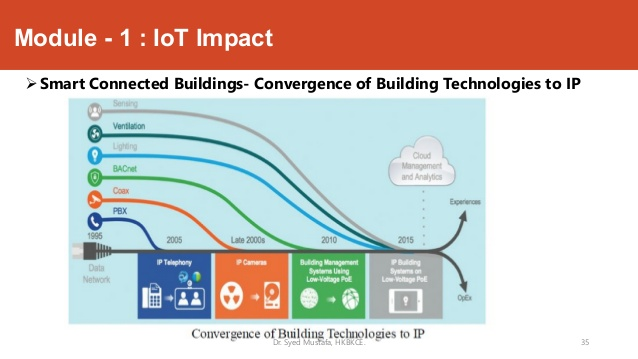 Module - 1 : IoT Impact
➢Smart Connected Buildings- Convergence of Building Technologies to IP
Sensing
Ventilation
Lighting
BACnet
Coax
PBX
Cloud
Management
and Analytics
Experiences
1995
2005
Late 2000s
2010
2015
Data
Network
IP Telephony
IP Cameras
Building Management
Systems Using
Low-Voltage PoE
IP Building
Systems on
Low-Voltage PoE
OpEx
Convergence of Building Technologies to IP
Dr. Syed Mustafa, HKBKCE.
35